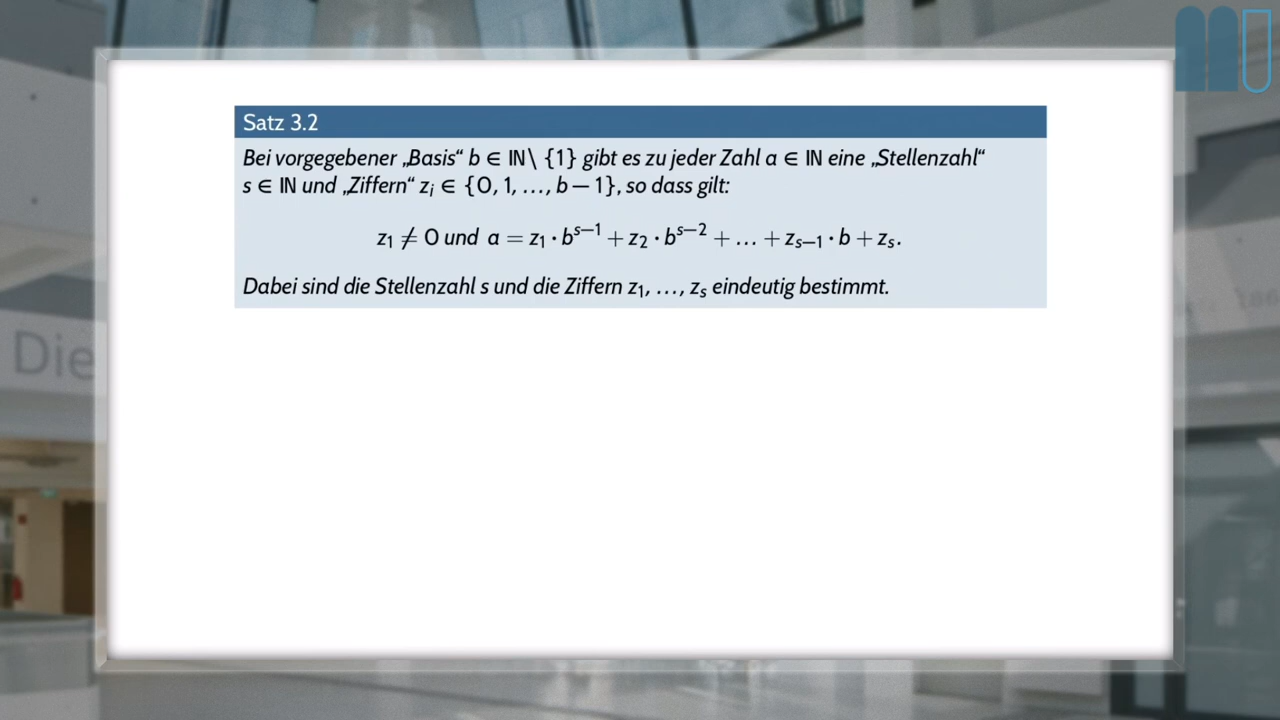 Satz 3.2
Bei vorgegebener „Basis“ b ∈ ℕ\ {1} gibt es zu jeder Zahl a ∈ ℕ eine „Stellenzahl“
s ∈ ℕ und „Ziffern“ zᵢ ∈ {0, 1, …, b − 1}, so dass gilt:
z₁ ≠ 0 und a = z₁ · bˢ⁻¹ + z₂ · bˢ⁻² + … + zₛ₋₁ · b + zₛ.
Dabei sind die Stellenzahl s und die Ziffern z₁, …, zₛ eindeutig bestimmt.
Die